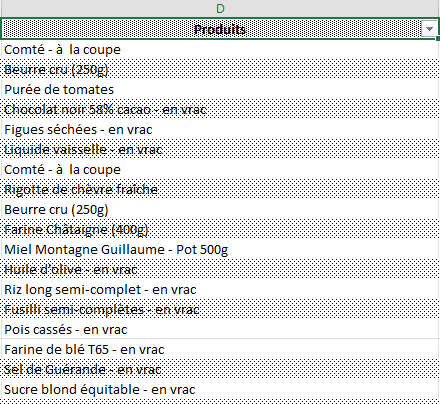 D
Produits
Comté - à la coupe
Beurre cru (250g)
Purée de tomates
Chocolat noir 58% cacao - en vrac
Figues séchées - en vrac
Liquide vaisselle - en vrac
Comté - à la coupe
Rigotte de chèvre fraîche
Beurre cru (250g)
Farine Châtaigne (400g)
Miel Montagne Guillaume - Pot 500g
Huile d'olive - en vrac
Riz long semi-complet - en vrac
Fusilli semi-complètes - en vrac
Pois cassés - en vrac
Farine de blé T65 - en vrac
Sel de Guérande - en vrac
Sucre blond équitable - en vrac